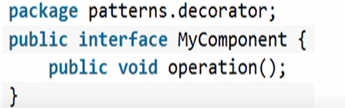 package patterns.decorator;
public interface MyComponent {
    public void operation();
}